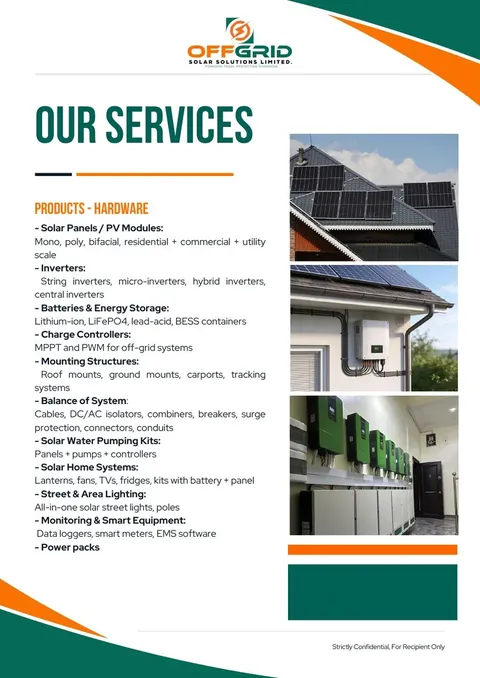 OFFGRID
SOLAR SOLUTIONS LIMITED.
OUR SERVICES
PRODUCTS - HARDWARE
- Solar Panels / PV Modules:
Mono, poly, bifacial, residential + commercial + utility
scale
- Inverters:
String inverters, micro-inverters, hybrid inverters,
central inverters
- Batteries & Energy Storage:
Lithium-ion, LiFePO4, lead-acid, BESS containers
- Charge Controllers:
MPPT and PWM for off-grid systems
- Mounting Structures:
Roof mounts, ground mounts, carports, tracking
systems
- Balance of System:
Cables, DC/AC isolators, combiners, breakers, surge
protection, connectors, conduits
- Solar Water Pumping Kits:
Panels + pumps + controllers
- Solar Home Systems:
Lanterns, fans, TVs, fridges, kits with battery + panel
- Street & Area Lighting:
All-in-one solar street lights, poles
- Monitoring & Smart Equipment:
Data loggers, smart meters, EMS software
- Power packs
Strictly Confidential, For Recipient Only